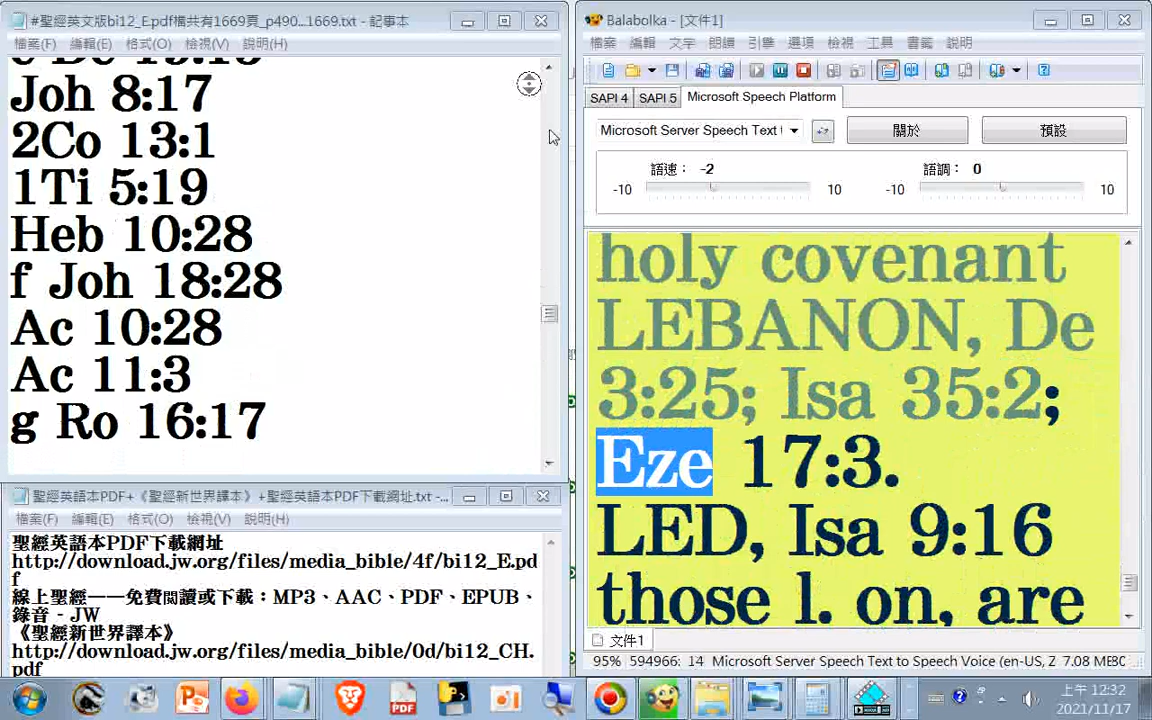 #聖經英文版bi12_E.pdf檔共有1669頁_p490...1669.txt - 記事本
檔案(F) 編輯(E) 格式(O) 檢視(V) 說明(H)
Joh 8:17
2Co 13:1
1Ti 5:19
Heb 10:28
f Joh 18:28
Ac 10:28
Ac 11:3
g Ro 16:17
聖經英語本PDF+《聖經新世界譯本》+聖經英語本PDF下載網址.txt - ...
檔案(F) 編輯(E) 格式(O) 檢視(V) 說明(H)
聖經英語本PDF下載網址
http://download.jw.org/files/media_bible/4f/bi12_E.pd
f
線上聖經——免費閱讀或下載：MP3、AAC、PDF、EPUB、
錄音 - JW
《聖經新世界譯本》
http://download.jw.org/files/media_bible/0d/bi12_CH.
pdf
Balabolka - [文件1]
檔案 編輯 文字 朗讀 引擎 選項 檢視 工具 書籤 說明
SAPI 4 SAPI 5 Microsoft Speech Platform
Microsoft Server Speech Text 關於 預設
語速： -2 語調： 0
-10 10 -10 10
holy covenant
LEBANON, De
3:25; Isa 35:2;
Eze 17:3.
LED, Isa 9:16
those l. on, are
文件1
95% 594966: 14 Microsoft Server Speech Text to Speech Voice (en-US, Z 7.08 MB
上午 12:32
2021/11/17